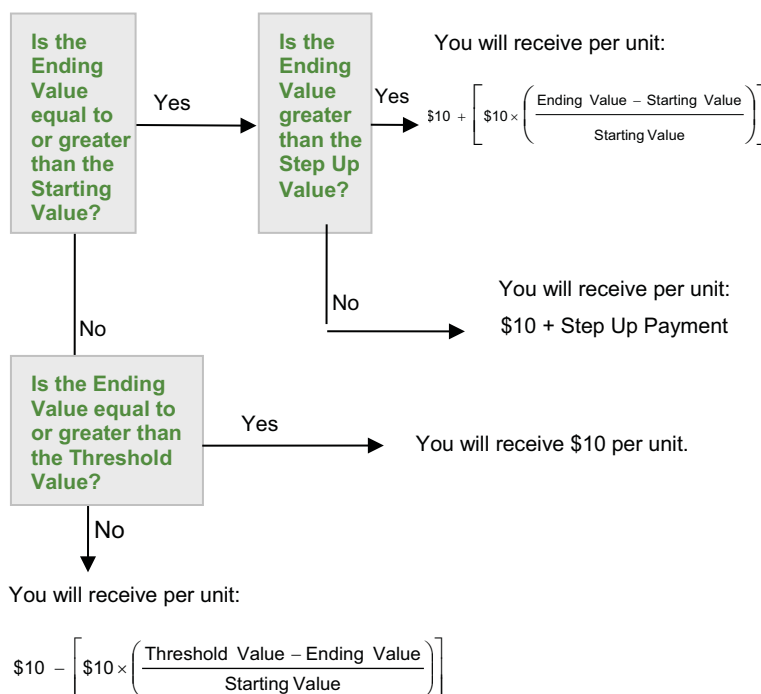 Is the
Ending
Value
equal to
or greater
than the
Starting
Value?
Yes
Is the
Ending
Value
greater
than the
Step Up
Value?
Yes
You will receive per unit:
$10 + [ $10 × ( Ending Value – Starting Value
Starting Value ) ]
No
You will receive per unit:
$10 + Step Up Payment
No
Is the Ending
Value equal to
or greater than
the Threshold
Value?
Yes
You will receive $10 per unit.
No
You will receive per unit:
$10 – [ $10 × ( Threshold Value – Ending Value
Starting Value ) ]